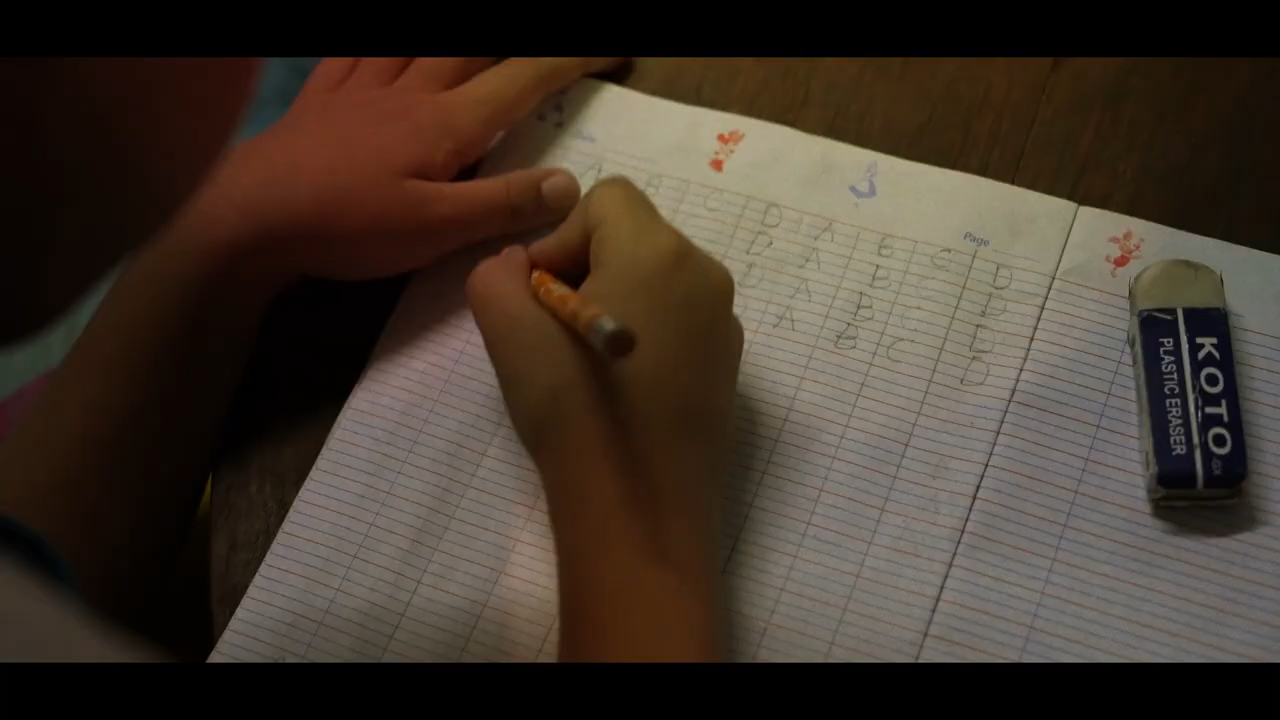 Page
A B C D A B C D
D A B C D
D A B C D
A B C D
KOTO
PLASTIC ERASER